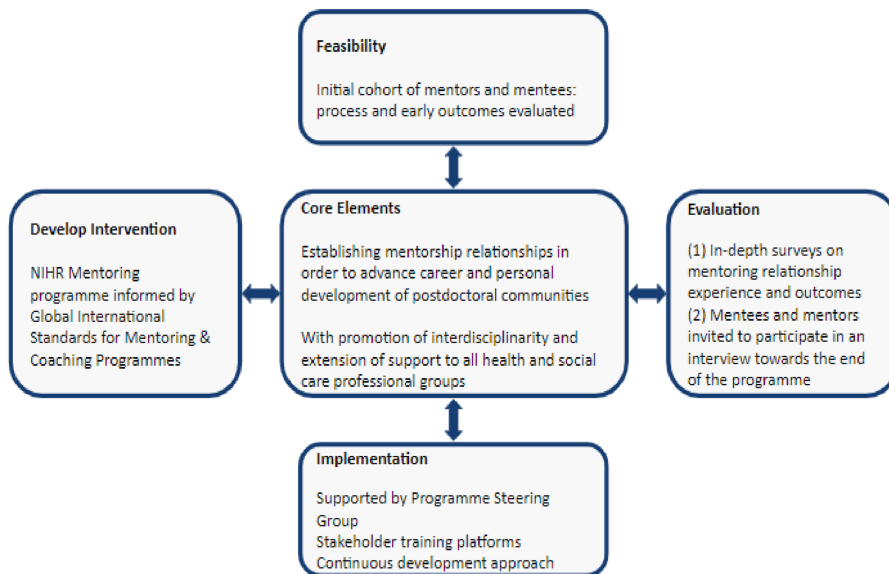 Feasibility
Initial cohort of mentors and mentees:
process and early outcomes evaluated
Develop Intervention
NIHR Mentoring
programme informed by
Global International
Standards for Mentoring &
Coaching Programmes
Core Elements
Establishing mentorship relationships in
order to advance career and personal
development of postdoctoral communities
With promotion of interdisciplinarity and
extension of support to all health and social
care professional groups
Evaluation
(1) In-depth surveys on
mentoring relationship
experience and outcomes
(2) Mentees and mentors
invited to participate in an
interview towards the end
of the programme
Implementation
Supported by Programme Steering
Group
Stakeholder training platforms
Continuous development approach